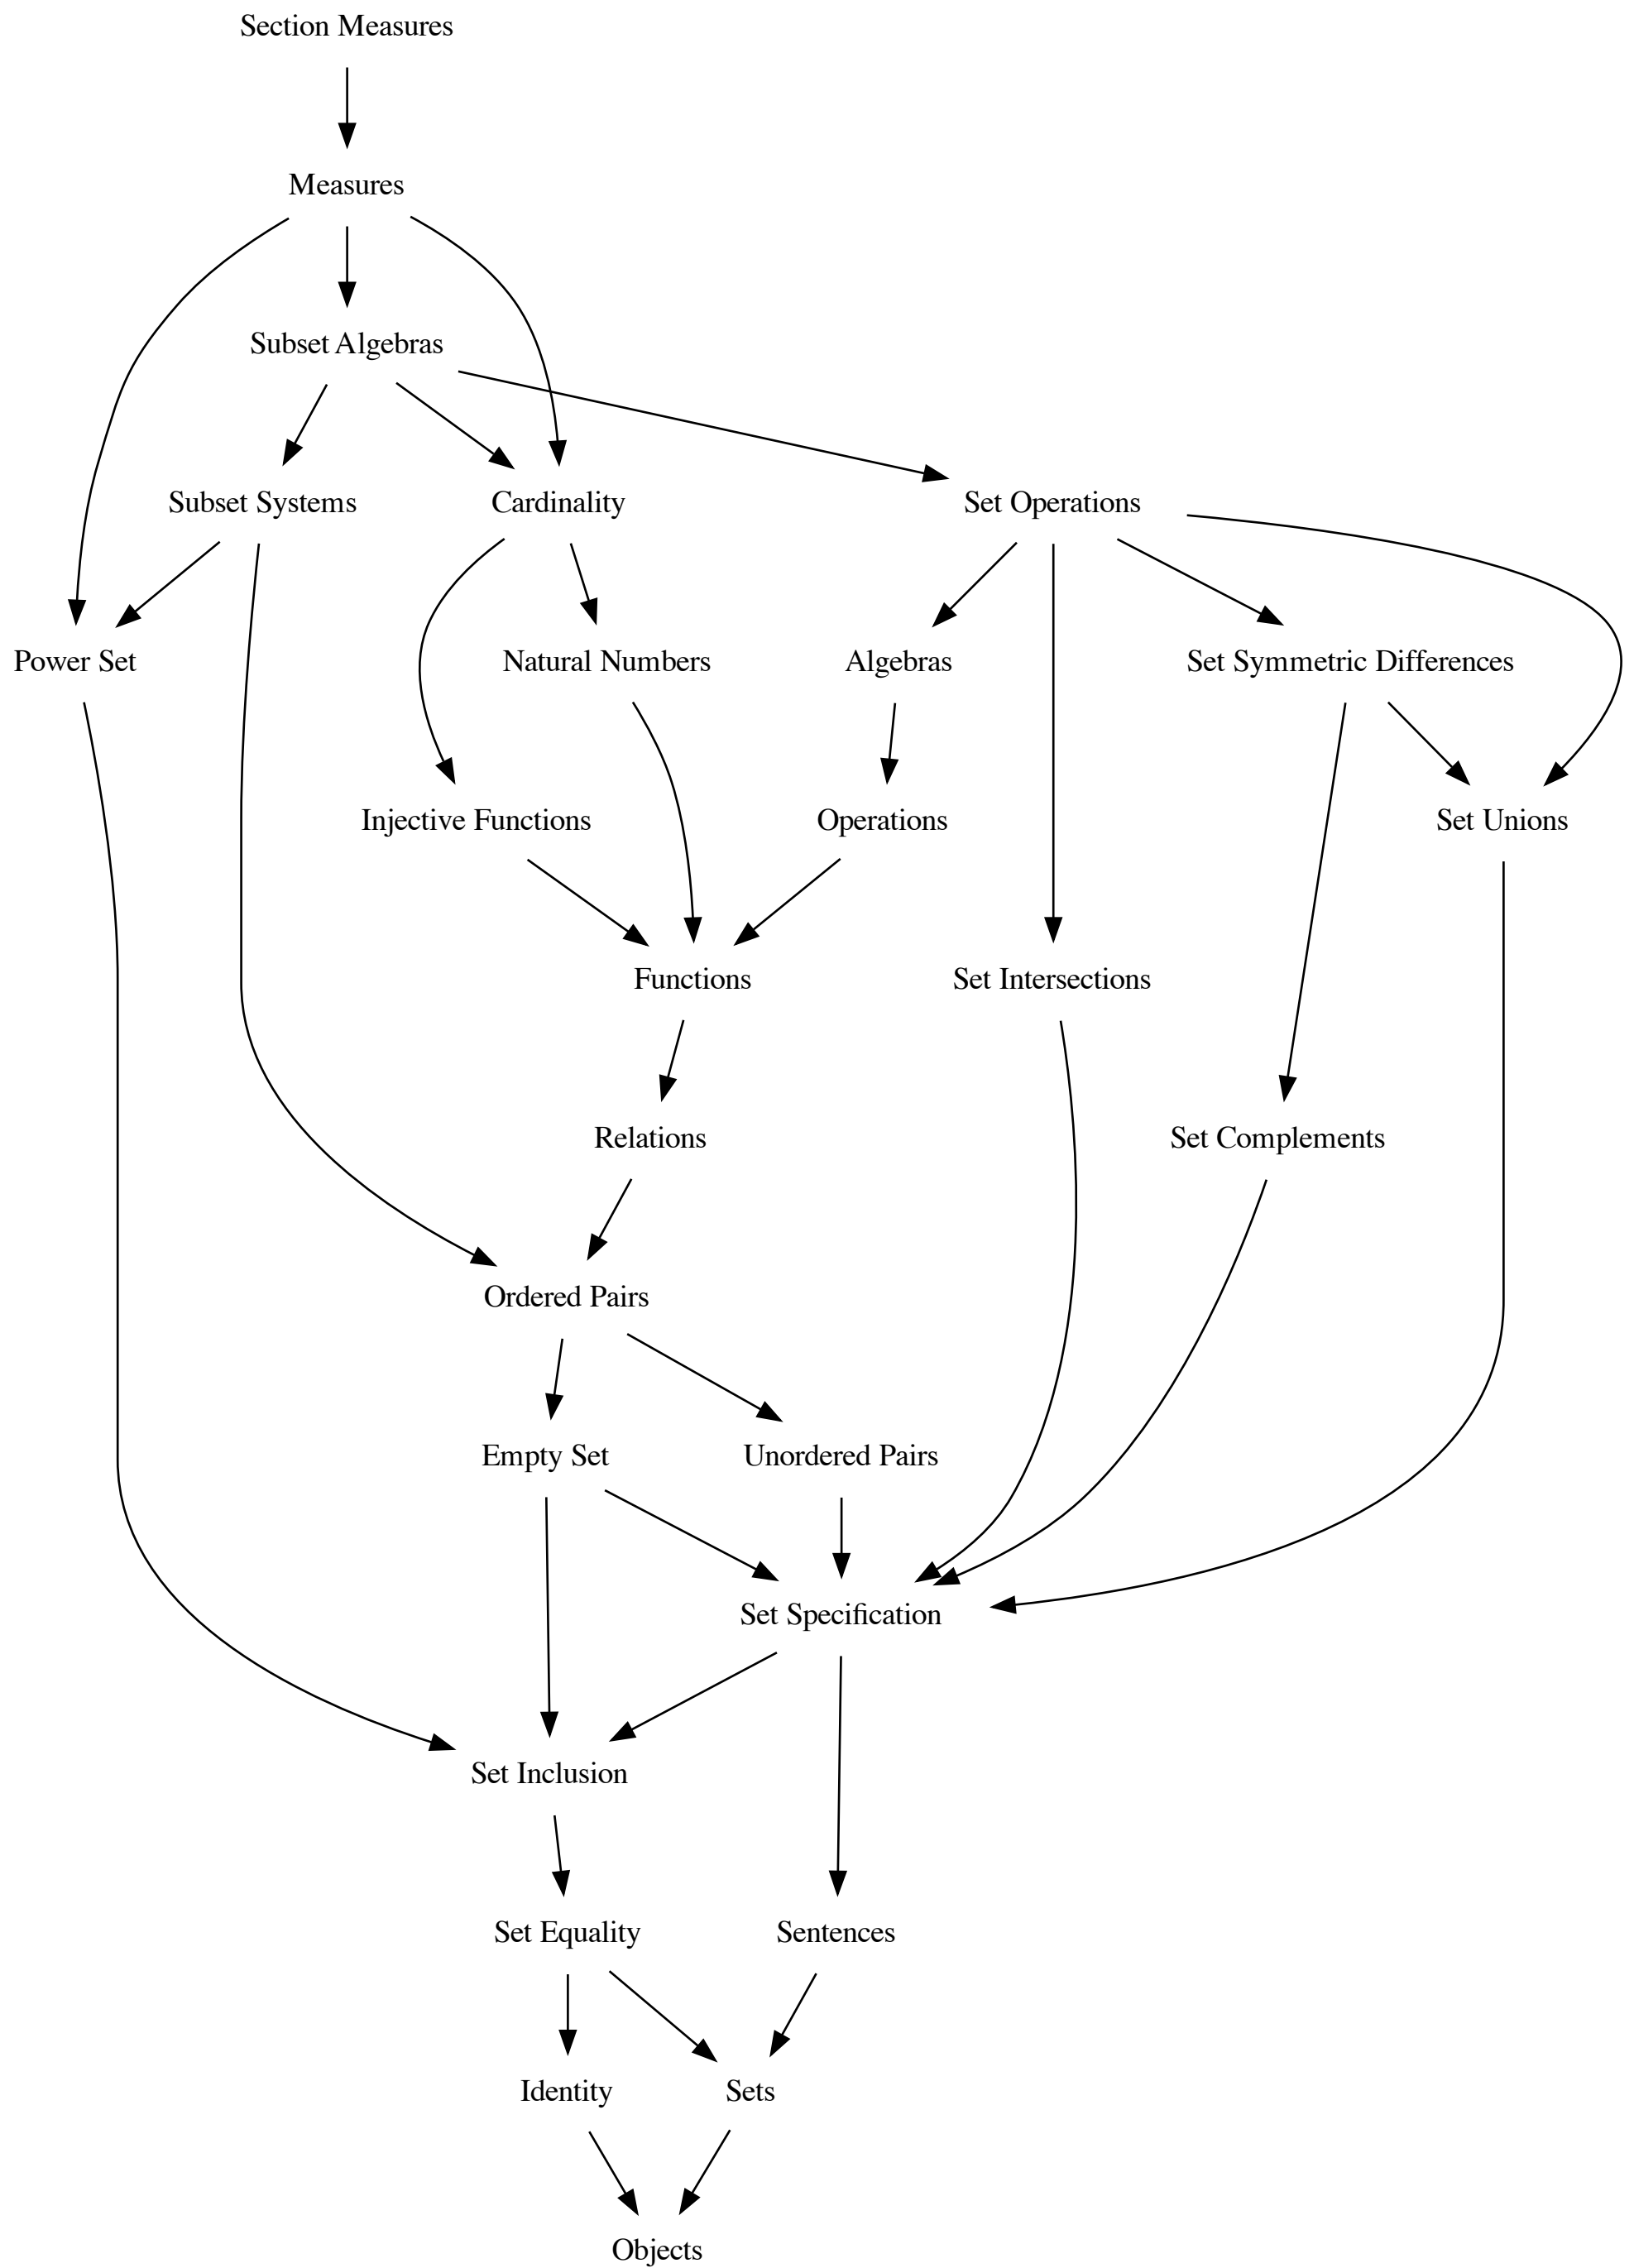 Section Measures
Measures
Subset Algebras
Subset Systems
Cardinality
Set Operations
Power Set
Natural Numbers
Algebras
Set Symmetric Differences
Injective Functions
Operations
Set Unions
Functions
Set Intersections
Relations
Set Complements
Ordered Pairs
Empty Set
Unordered Pairs
Set Specification
Set Inclusion
Set Equality
Sentences
Identity
Sets
Objects